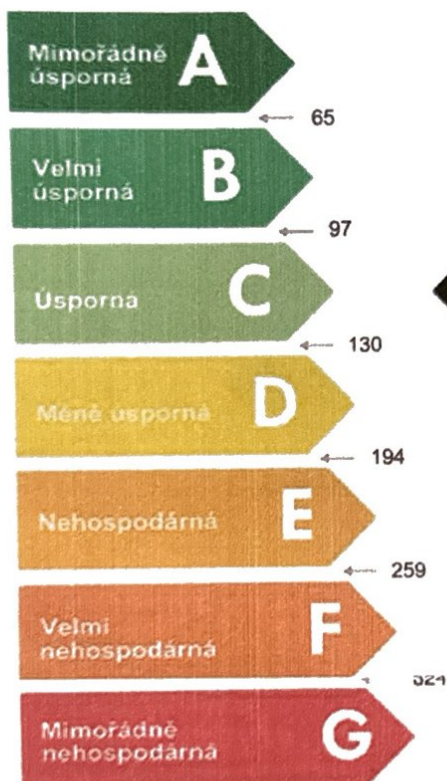 Mimořádně
úsporná A
65
Velmi
úsporná B
97
Úsporná C
130
Méně úsporná D
194
Nehospodárná E
259
Velmi
nehospodárná F
Mimořádně
nehospodárná G